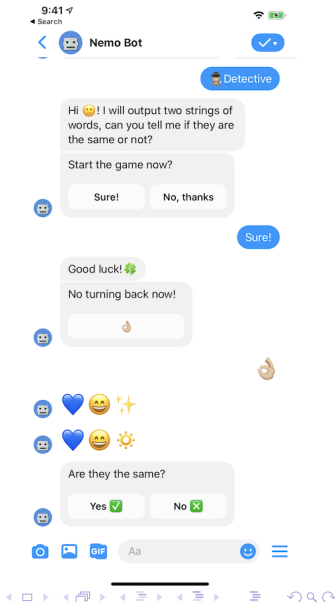 9:41
Search
Nemo Bot
🕵🏼Detective
Hi 🙂! I will output two strings of
words, can you tell me if they are
the same or not?
Start the game now?
Sure!
No, thanks
Sure!
Good luck!🍀
No turning back now!
👌🏼
👌🏼
💙😄✨
💙😄🔅
Are they the same?
Yes ✅
No ❎
GIF
Aa